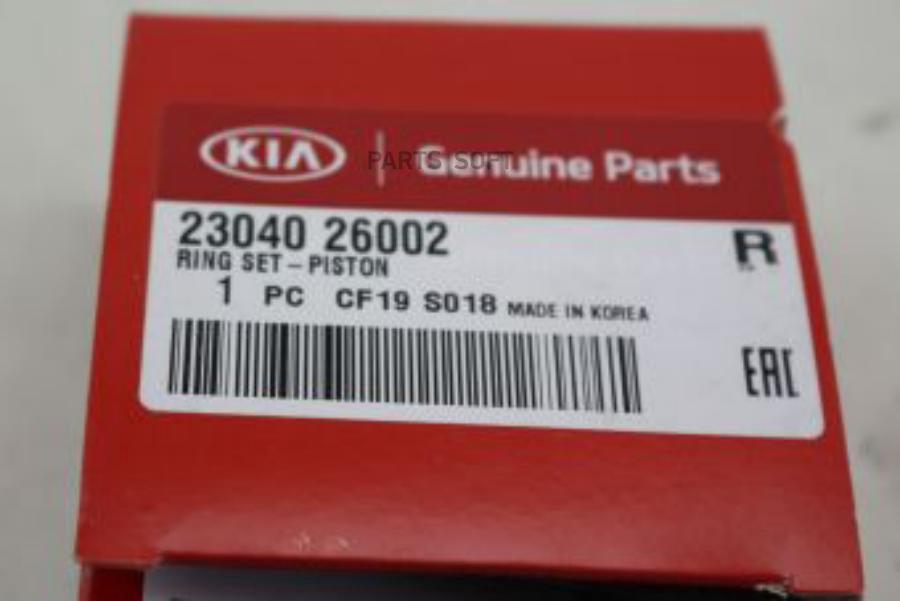 KIA Genuine Parts
PARTS SOFT
23040 26002 R
RING SET - PISTON
1 PC CF19 S018 MADE IN KOREA
EAC